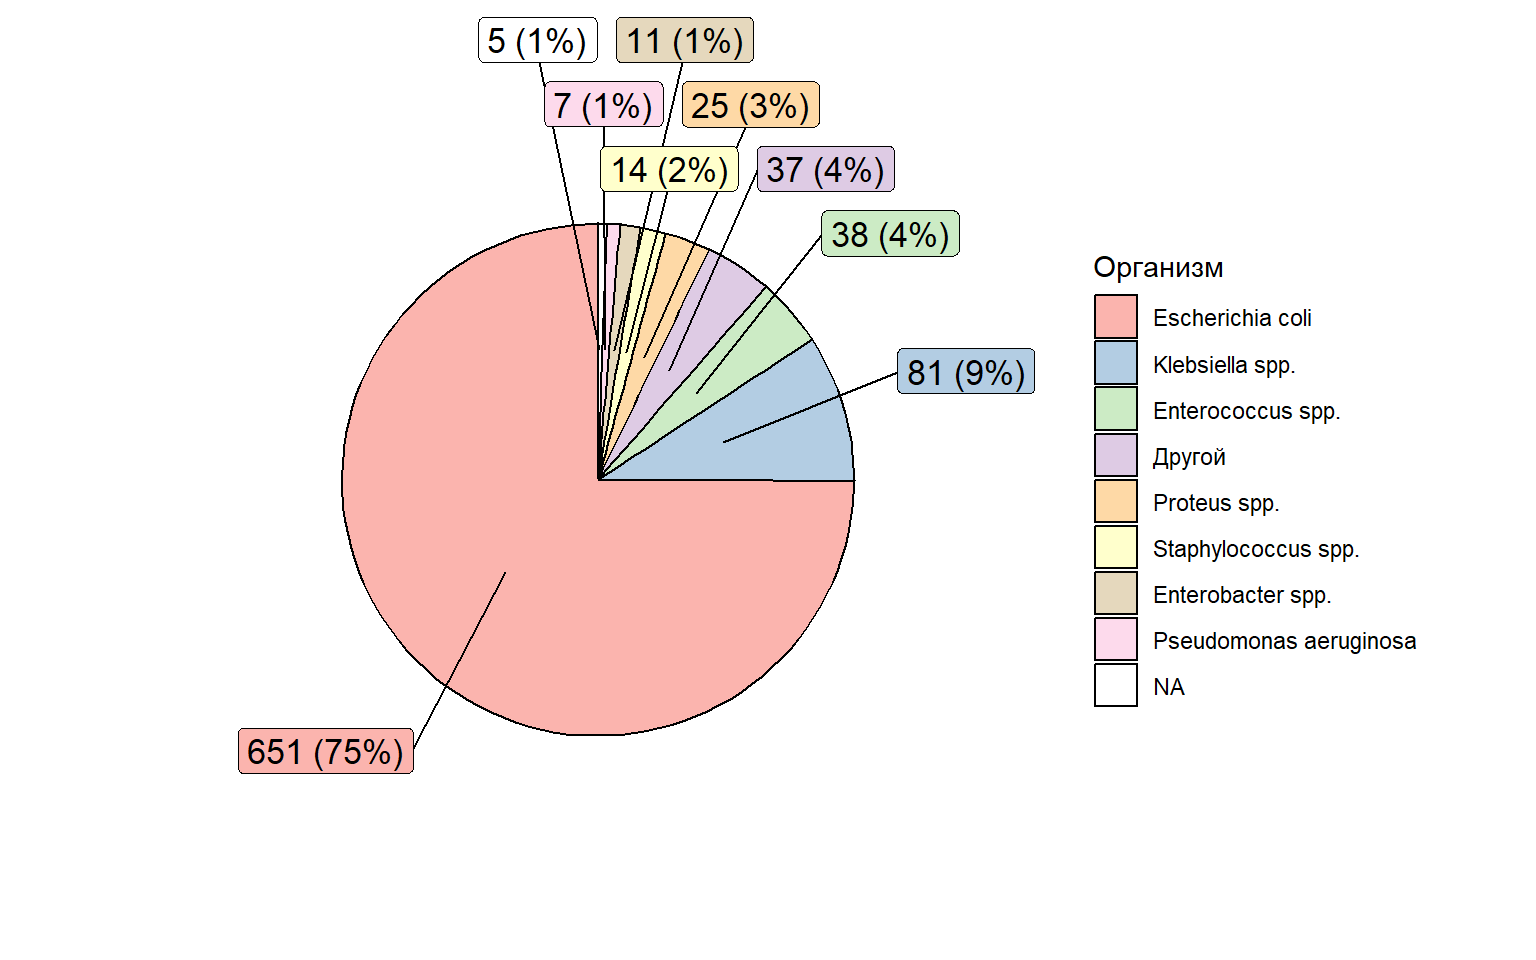 5 (1%)
11 (1%)
7 (1%)
25 (3%)
14 (2%)
37 (4%)
38 (4%)
81 (9%)
651 (75%)
Организм
Escherichia coli
Klebsiella spp.
Enterococcus spp.
Другой
Proteus spp.
Staphylococcus spp.
Enterobacter spp.
Pseudomonas aeruginosa
NA